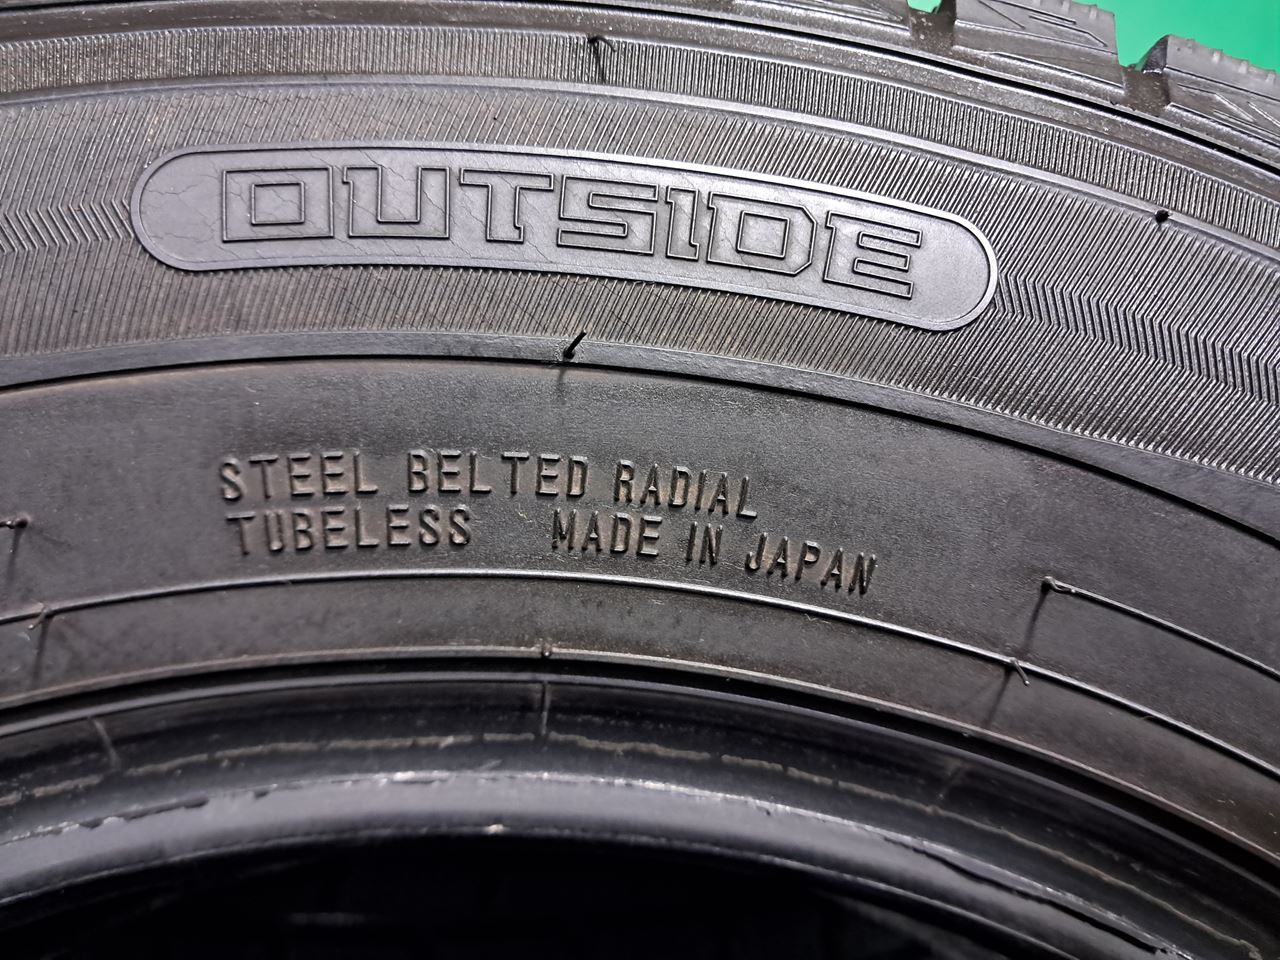 OUTSIDE
STEEL BELTED RADIAL
TUBELESS MADE IN JAPAN